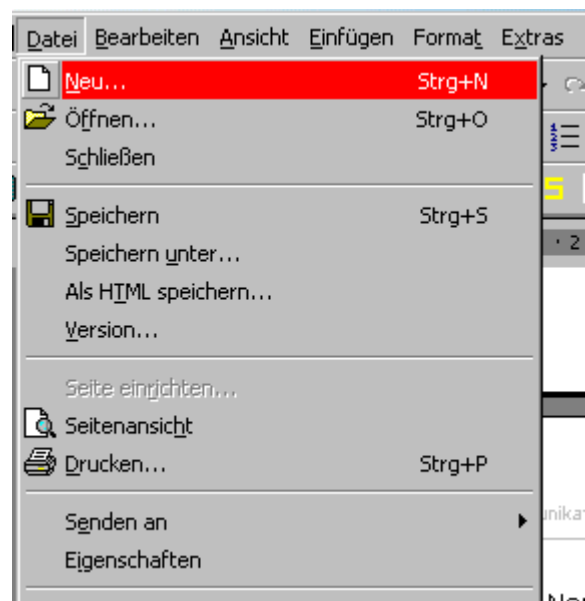 Datei Bearbeiten Ansicht Einfügen Format Extras
Neu... Strg+N
Öffnen... Strg+O
Schließen
Speichern Strg+S
· 2
Speichern unter...
Als HTML speichern...
Version...
Seite einrichten...
Seitenansicht
Drucken... Strg+P
Senden an
Eigenschaften